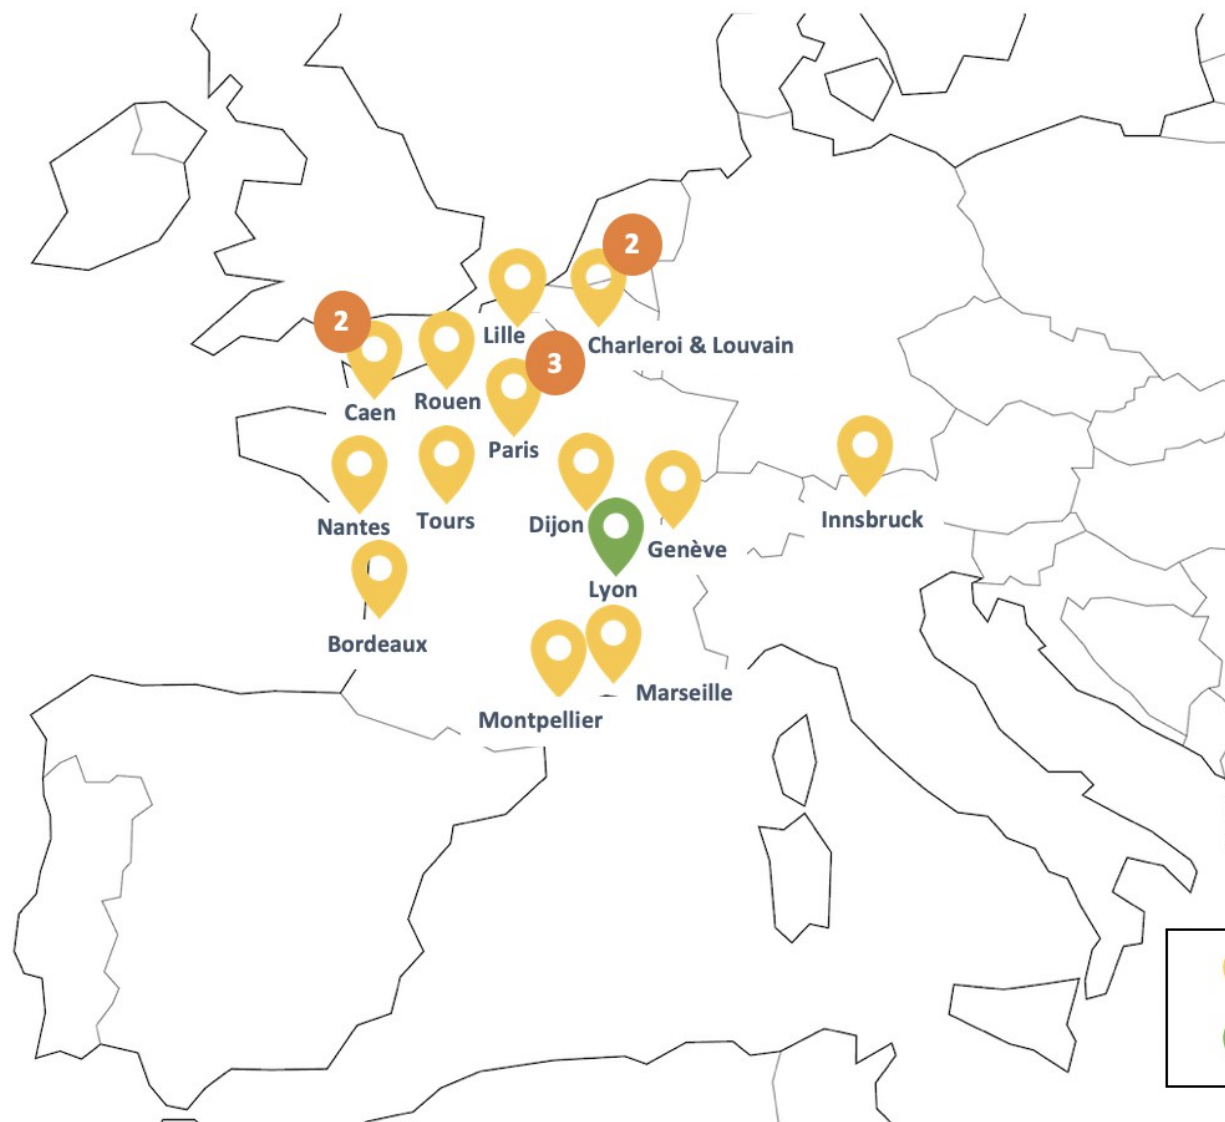 2
2
Lille
Charleroi & Louvain
3
Caen
Rouen
Paris
Nantes
Tours
Dijon
Genève
Innsbruck
Lyon
Bordeaux
Marseille
Montpellier